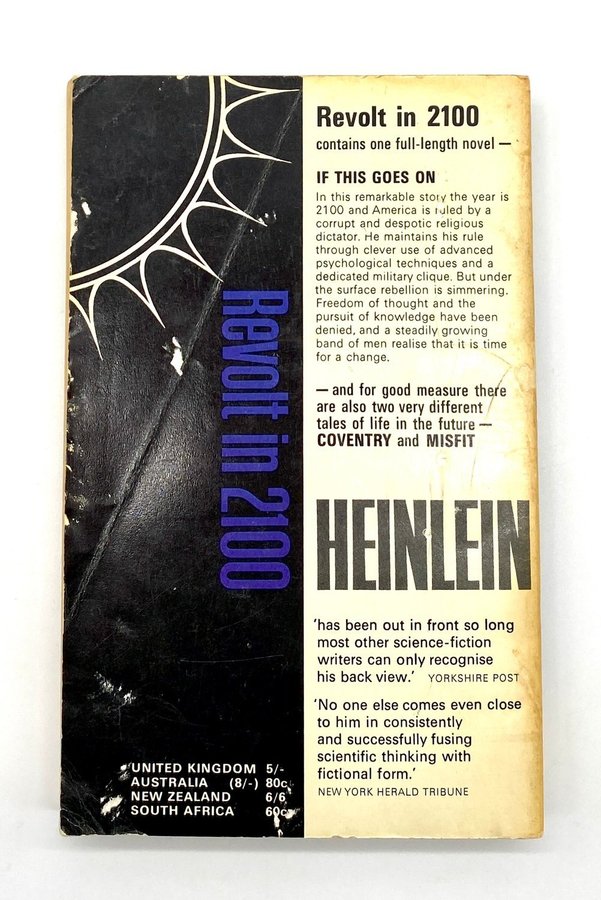 Revolt in 2100
contains one full-length novel —
IF THIS GOES ON
In this remarkable story the year is
2100 and America is ruled by a
corrupt and despotic religious
dictator. He maintains his rule
through clever use of advanced
psychological techniques and a
dedicated military clique. But under
the surface rebellion is simmering.
Freedom of thought and the
pursuit of knowledge have been
denied, and a steadily growing
band of men realise that it is time
for a change.
— and for good measure there
are also two very different
tales of life in the future —
COVENTRY and MISFIT
HEINLEIN
'has been out in front so long
most other science-fiction
writers can only recognise
his back view.' YORKSHIRE POST
'No one else comes even close
to him in consistently
and successfully fusing
scientific thinking with
fictional form.'
NEW YORK HERALD TRIBUNE
Revolt in 2100
UNITED KINGDOM 5/-
AUSTRALIA (8/-) 80c
NEW ZEALAND 6/6
SOUTH AFRICA 60c